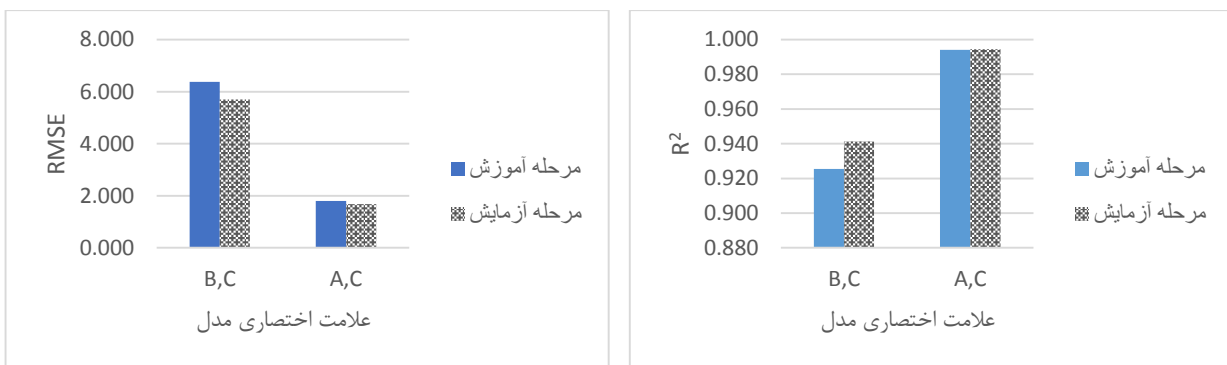 8.000
6.000
4.000
2.000
0.000
RMSE
B,C
A,C
علامت اختصاری مدل
مرحله آموزش
مرحله آزمایش
1.000
0.980
0.960
0.940
0.920
0.900
0.880
R²
B,C
A,C
علامت اختصاری مدل
مرحله آموزش
مرحله آزمایش